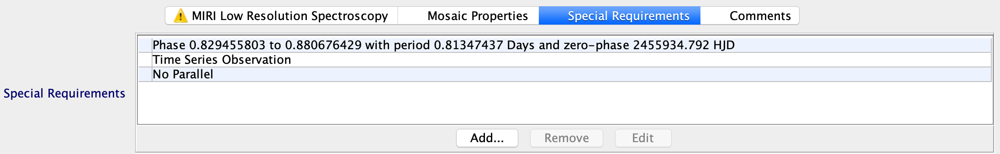 MIRI Low Resolution Spectroscopy Mosaic Properties Special Requirements Comments
Phase 0.829455803 to 0.880676429 with period 0.81347437 Days and zero-phase 2455934.792 HJD
Time Series Observation
No Parallel
Special Requirements
Add... Remove Edit